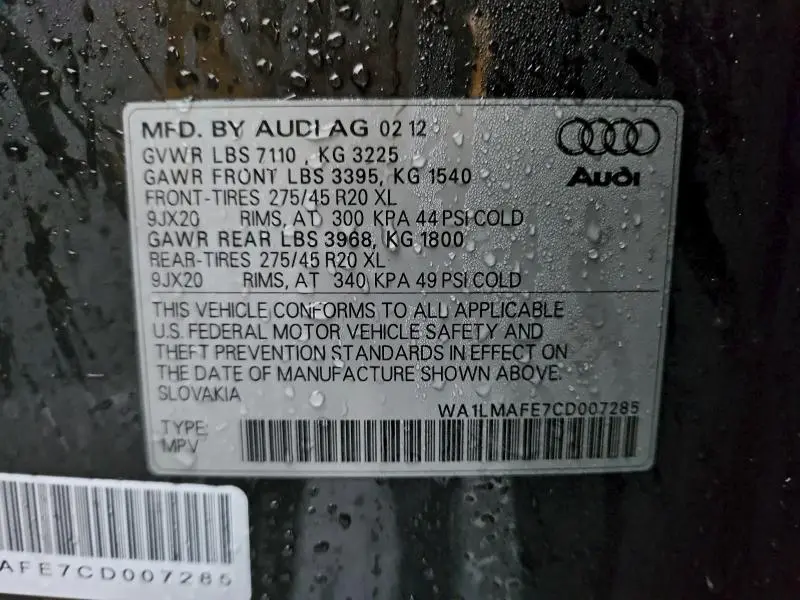 MFD. BY AUDI AG 02 12
GVWR LBS 7110 , KG 3225
GAWR FRONT LBS 3395, KG 1540
FRONT-TIRES 275/45 R20 XL
9JX20 RIMS, AT 300 KPA 44 PSI COLD
GAWR REAR LBS 3968, KG 1800
REAR-TIRES 275/45 R20 XL
9JX20 RIMS, AT 340 KPA 49 PSI COLD
Audi
THIS VEHICLE CONFORMS TO ALL APPLICABLE
U.S. FEDERAL MOTOR VEHICLE SAFETY AND
THEFT PREVENTION STANDARDS IN EFFECT ON
THE DATE OF MANUFACTURE SHOWN ABOVE.
SLOVAKIA
WA1LMAFE7CD007285
TYPE:
MPV
AFE7CD007285